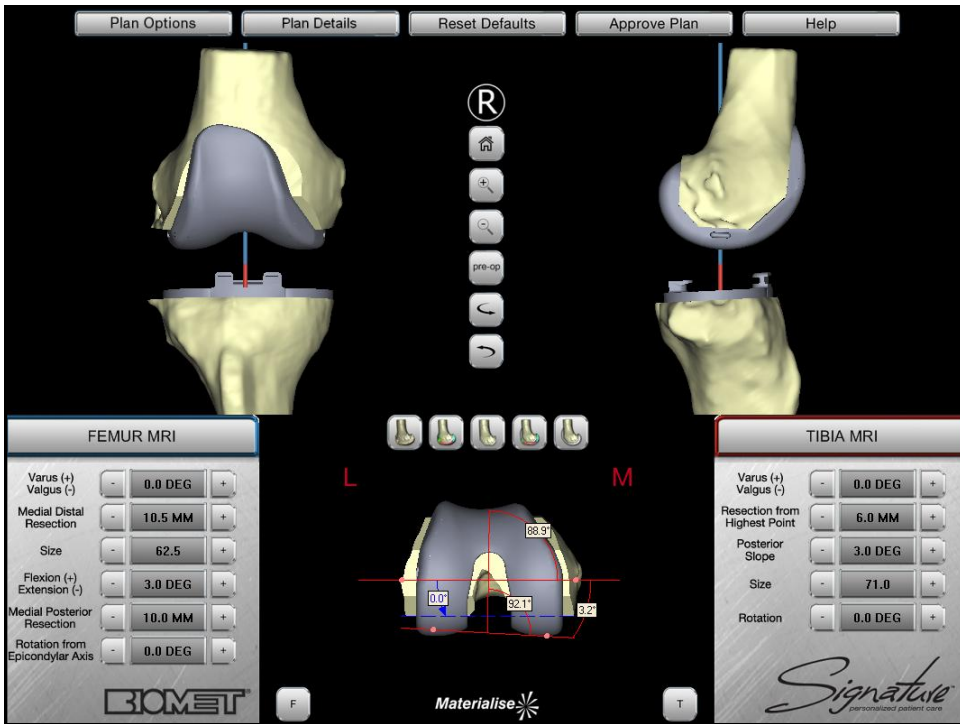 Plan Options
Plan Details
Reset Defaults
Approve Plan
Help
R
pre-op
FEMUR MRI
Varus (+)
Valgus (-)
- 0.0 DEG +
Medial Distal
Resection
- 10.5 MM +
Size
- 62.5 +
Flexion (+)
Extension (-)
- 3.0 DEG +
Medial Posterior
Resection
- 10.0 MM +
Rotation from
Epicondylar Axis
- 0.0 DEG +
BIOMET
L
M
88.9°
0.0°
92.1°
3.2°
F
Materialise
T
TIBIA MRI
Varus (+)
Valgus (-)
- 0.0 DEG +
Resection from
Highest Point
- 6.0 MM +
Posterior
Slope
- 3.0 DEG +
Size
- 71.0 +
Rotation
- 0.0 DEG +
Signature
personalized patient care